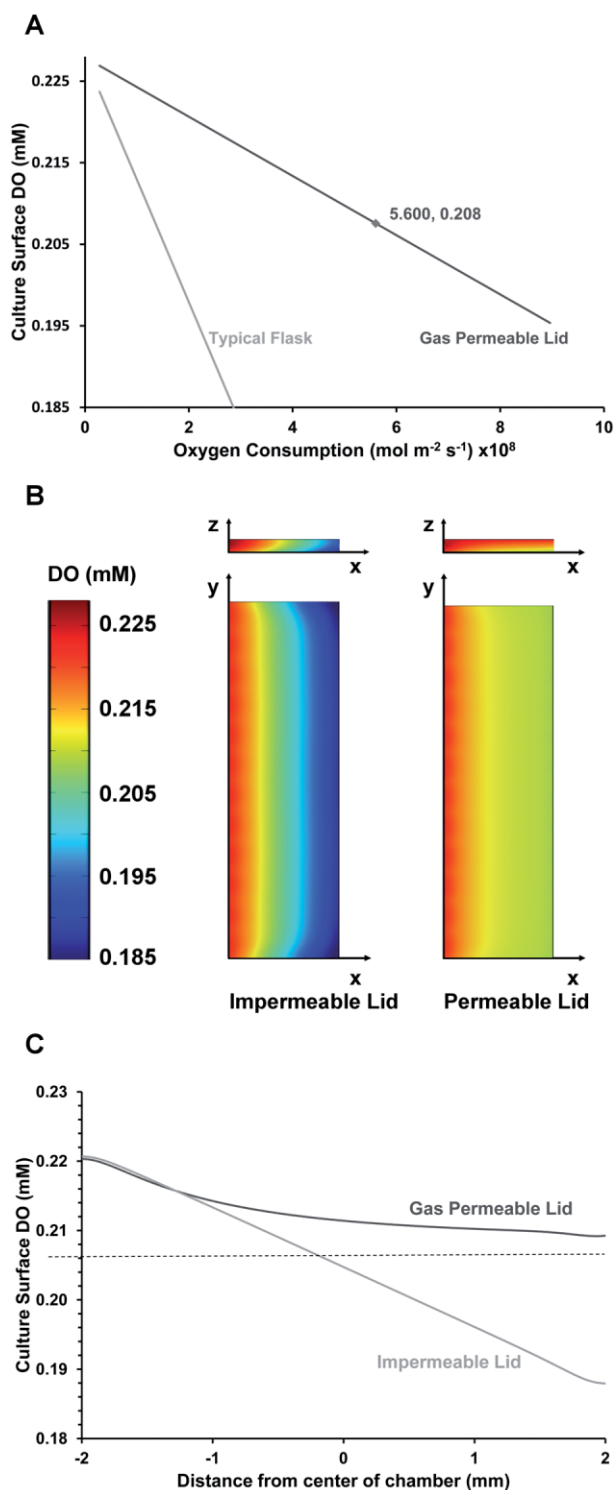 A
Culture Surface DO (mM)
0.225
0.215
0.205
0.195
0.185
5.600, 0.208
Typical Flask
Gas Permeable Lid
0 2 4 6 8 10
Oxygen Consumption (mol m⁻² s⁻¹) x10⁸
B
z
x
z
x
DO (mM)
0.225
0.215
0.205
0.195
0.185
y
x
Impermeable Lid
y
x
Permeable Lid
C
Culture Surface DO (mM)
0.23
0.22
0.21
0.20
0.19
0.18
Gas Permeable Lid
Impermeable Lid
-2 -1 0 1 2
Distance from center of chamber (mm)